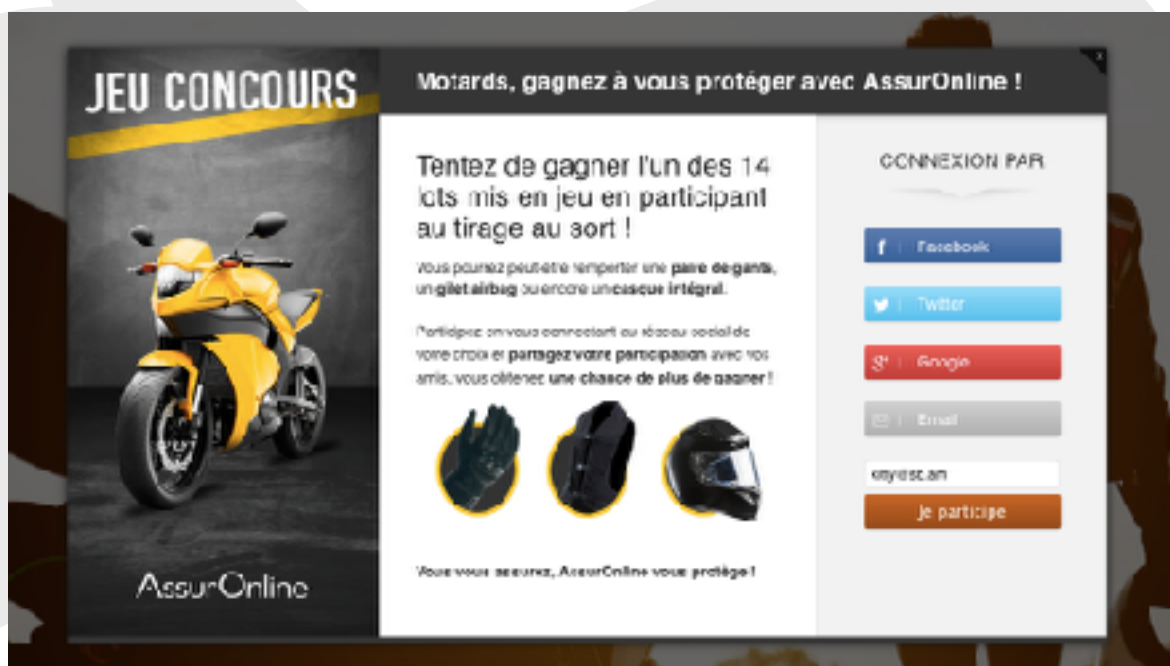 JEU CONCOURS
Motards, gagnez à vous protéger avec AssurOnline !
x
Tentez de gagner l'un des 14
lots mis en jeu en participant
au tirage au sort !
Vous pourrez peut-être remporter une paire de gants,
un gilet airbag ou encore un casque intégral.
Participez en vous connectant au réseau social de
votre choix et partagez votre participation avec vos
amis, vous obtenez une chance de plus de gagner !
Vous vous assurez, AssurOnline vous protège !
AssurOnline
CONNEXION PAR
f Facebook
Twitter
g+ Google
Email
Je participe